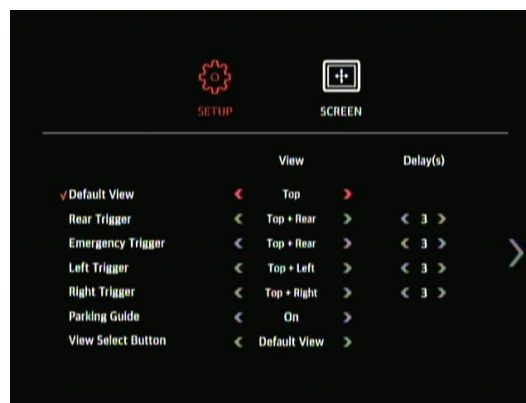 SETUP SCREEN
View Delay(s)
Default View Top
Rear Trigger Top + Rear 3
Emergency Trigger Top + Rear 3
Left Trigger Top + Left 3
Right Trigger Top + Right 3
Parking Guide On
View Select Button Default View